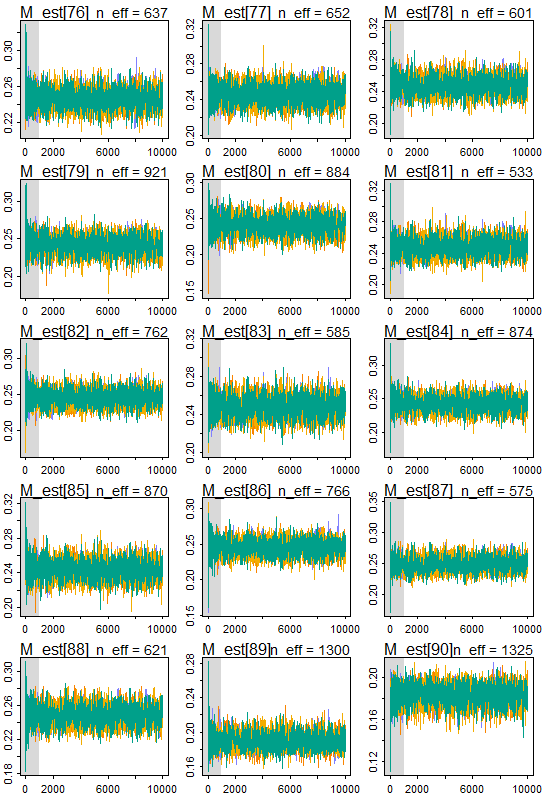 M_est[76] n_eff = 637
M_est[77] n_eff = 652
M_est[78] n_eff = 601
0.22 0.26 0.30
0.20 0.24 0.28 0.32
0.20 0.24 0.28 0.32
0 2000 6000 10000
0 2000 6000 10000
0 2000 6000 10000
M_est[79] n_eff = 921
M_est[80] n_eff = 884
M_est[81] n_eff = 533
0.20 0.25 0.30
0.15 0.20 0.25 0.30
0.20 0.24 0.28 0.32
0 2000 6000 10000
0 2000 6000 10000
0 2000 6000 10000
M_est[82] n_eff = 762
M_est[83] n_eff = 585
M_est[84] n_eff = 874
0.20 0.25 0.30
0.20 0.24 0.28 0.32
0.20 0.25 0.30
0 2000 6000 10000
0 2000 6000 10000
0 2000 6000 10000
M_est[85] n_eff = 870
M_est[86] n_eff = 766
M_est[87] n_eff = 575
0.20 0.24 0.28 0.32
0.15 0.20 0.25 0.30
0.20 0.25 0.30 0.35
0 2000 6000 10000
0 2000 6000 10000
0 2000 6000 10000
M_est[88] n_eff = 621
M_est[89] n_eff = 1300
M_est[90] n_eff = 1325
0.18 0.22 0.26 0.30
0.16 0.20 0.24 0.28
0.12 0.16 0.20
0 2000 6000 10000
0 2000 6000 10000
0 2000 6000 10000